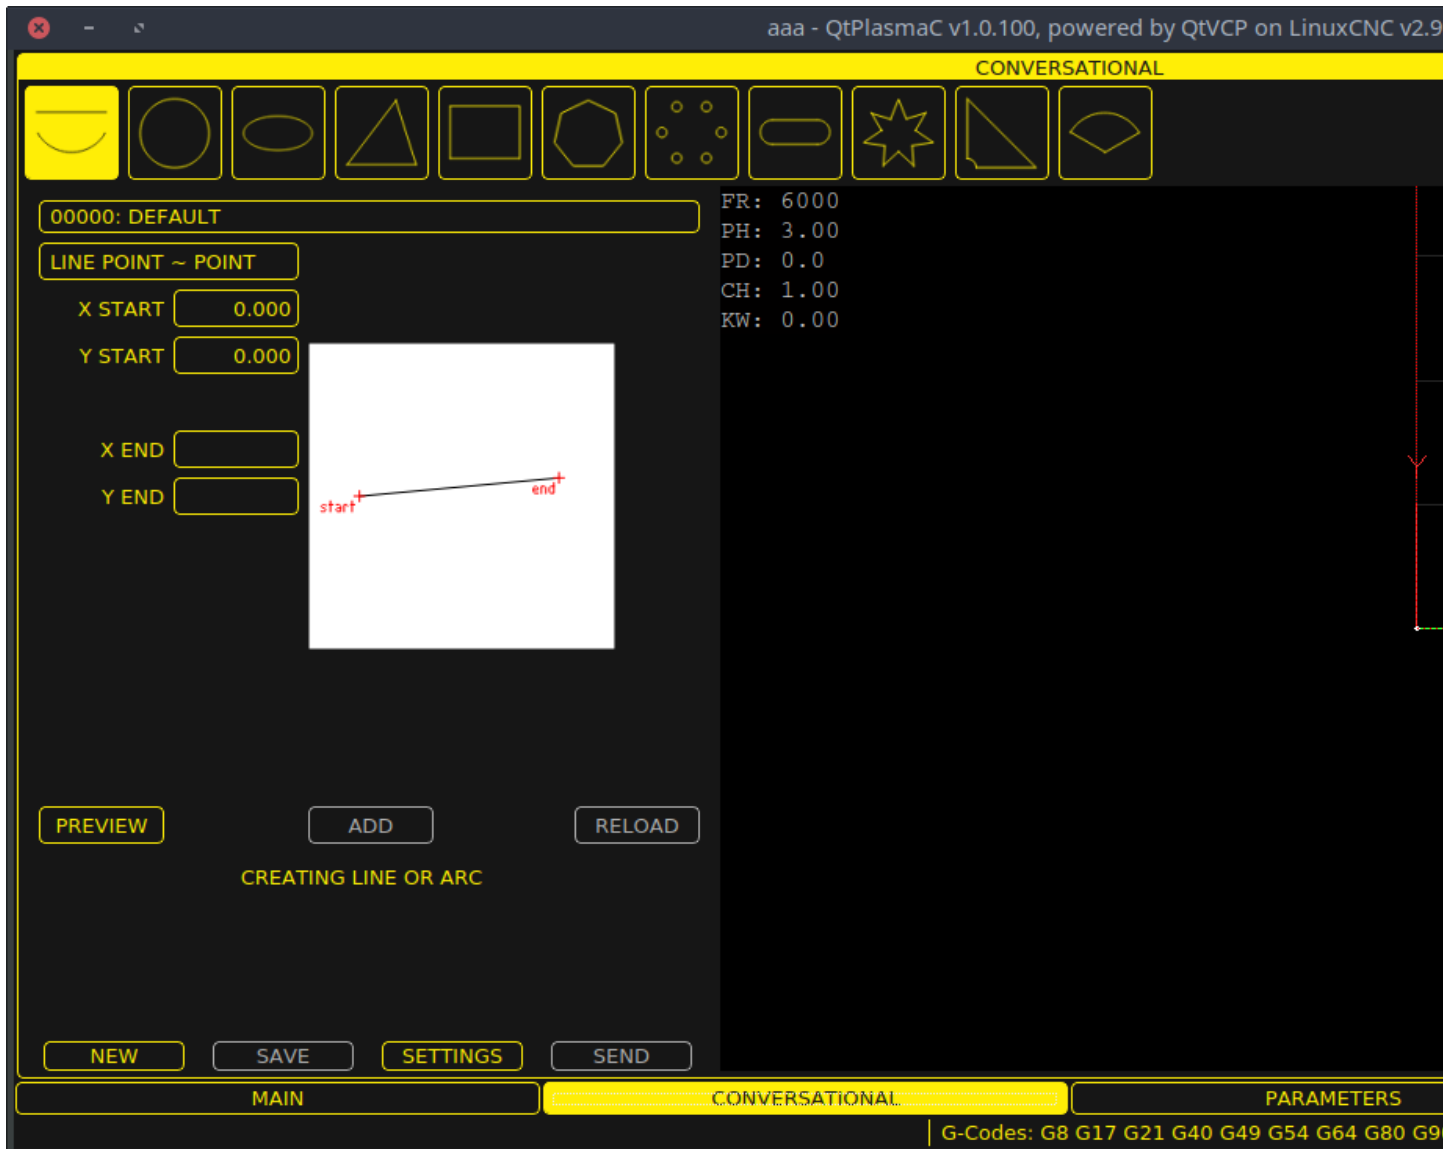 aaa - QtPlasmaC v1.0.100, powered by QtVCP on LinuxCNC v2.9
CONVERSATIONAL
00000: DEFAULT
LINE POINT ~ POINT
X START 0.000
Y START 0.000
X END
Y END
start
end
FR: 6000
PH: 3.00
PD: 0.0
CH: 1.00
KW: 0.00
PREVIEW ADD RELOAD
CREATING LINE OR ARC
NEW SAVE SETTINGS SEND
MAIN CONVERSATIONAL PARAMETERS
G-Codes: G8 G17 G21 G40 G49 G54 G64 G80